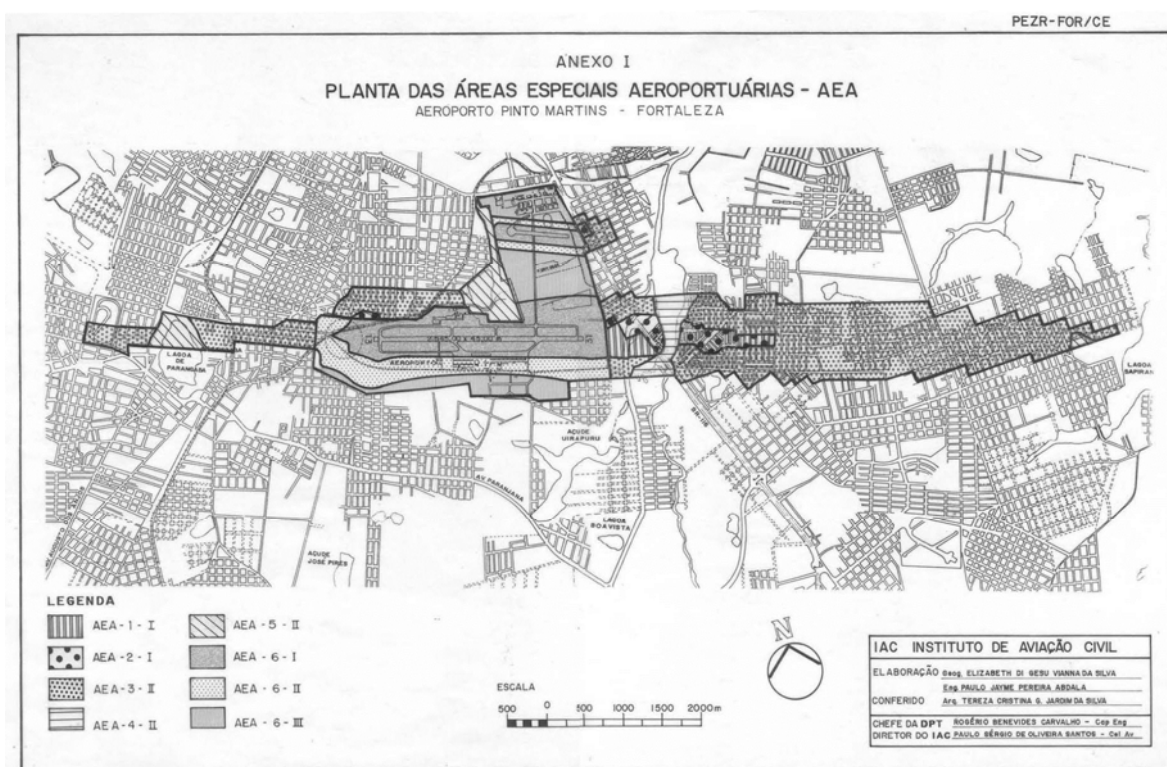 PEZR-FOR/CE
ANEXO I
PLANTA DAS ÁREAS ESPECIAIS AEROPORTUÁRIAS - AEA
AEROPORTO PINTO MARTINS - FORTALEZA
LAGOA
DE
PARANGABA
AEROPORTO
LAGOA
SAPIRAN
AÇUDE
UIRAPURU
AV. PARANJANA
LAGOA
BOA VISTA
AÇUDE
JOSÉ PIRES
LEGENDA
AEA - 1 - I
AEA - 2 - I
AEA - 3 - II
AEA - 4 - II
AEA - 5 - II
AEA - 6 - I
AEA - 6 - II
AEA - 6 - III
ESCALA
500 0 500 1000 1500 2000m
N
IAC INSTITUTO DE AVIAÇÃO CIVIL
ELABORAÇÃO Geog. ELIZABETH DI GESU VIANNA DA SILVA
Eng. PAULO JAYME PEREIRA ABDALA
CONFERIDO Arq. TEREZA CRISTINA G. JARDIM DA SILVA
CHEFE DA DPT ROGÉRIO BENEVIDES CARVALHO - Cap Eng
DIRETOR DO IAC PAULO SÉRGIO DE OLIVEIRA SANTOS - Cel Av.